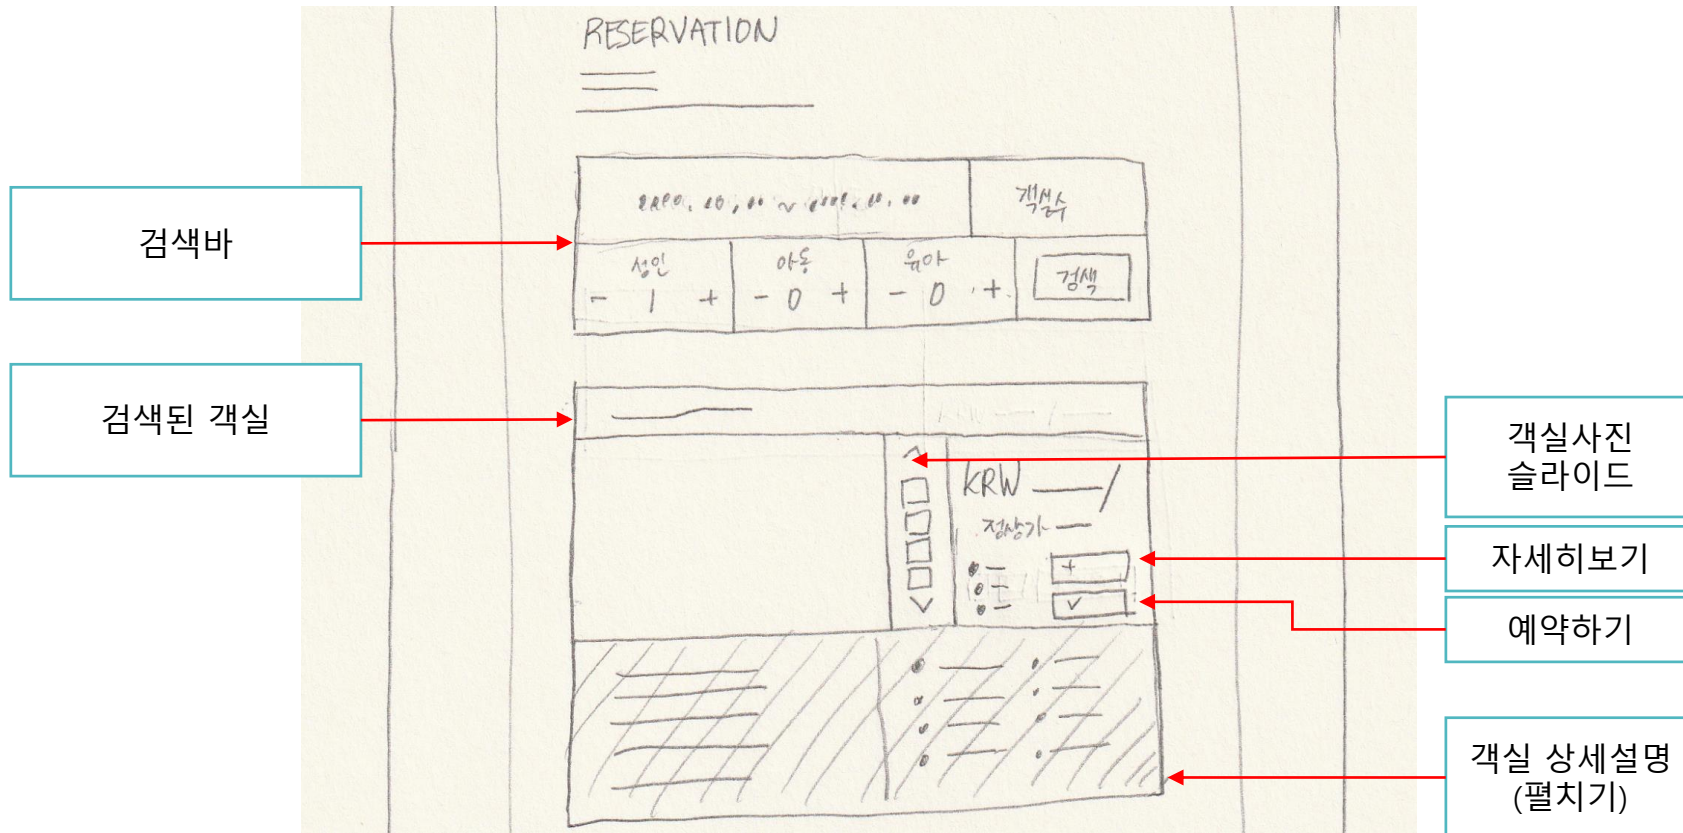 RESERVATION
객실수
성인
아동
유아
- 1 +
- 0 +
- 0 +
검색
KRW
정상가
+
검색바
검색된 객실
객실사진
슬라이드
자세히보기
예약하기
객실 상세설명
(펼치기)